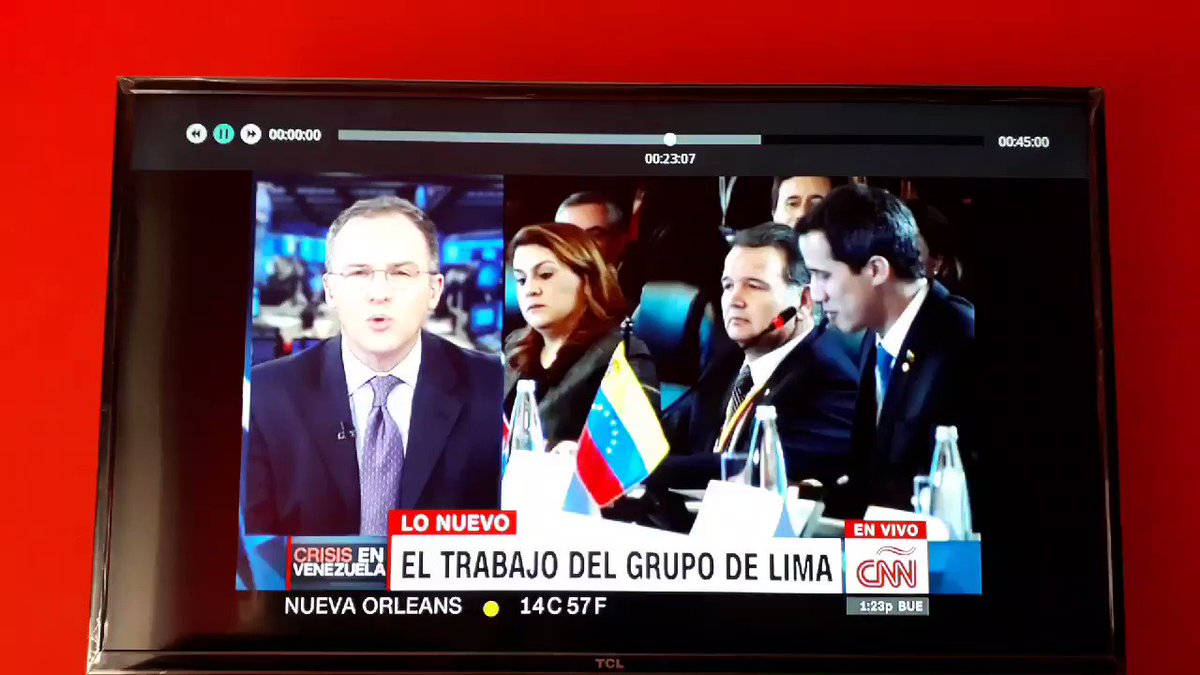 00:00:00
00:45:00
00:23:07
LO NUEVO
CRISIS EN
VENEZUELA
EL TRABAJO DEL GRUPO DE LIMA
EN VIVO
CNN
1:23p BUE
NUEVA ORLEANS 14C 57F
TCL